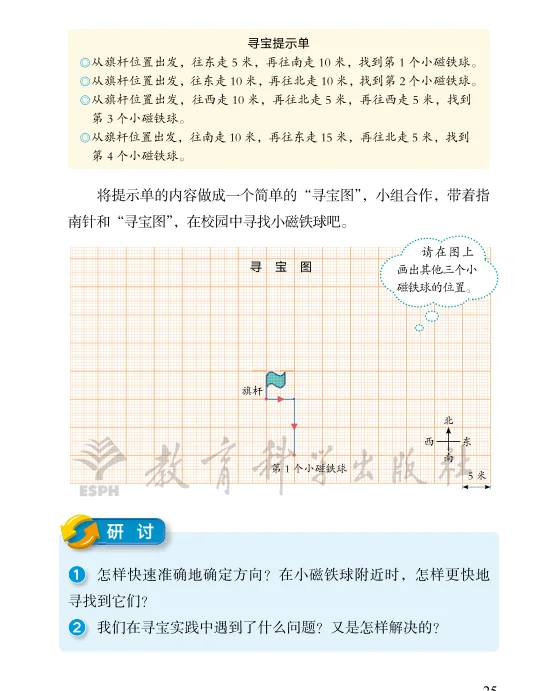 寻宝提示单
◎从旗杆位置出发，往东走 5 米，再往南走 10 米，找到第 1 个小磁铁球。
◎从旗杆位置出发，往东走 10 米，再往北走 10 米，找到第 2 个小磁铁球。
◎从旗杆位置出发，往西走 10 米，再往北走 5 米，再往西走 5 米，找到
第 3 个小磁铁球。
◎从旗杆位置出发，往南走 10 米，再往东走 15 米，再往北走 5 米，找到
第 4 个小磁铁球。
将提示单的内容做成一个简单的“寻宝图”，小组合作，带着指
南针和“寻宝图”，在校园中寻找小磁铁球吧。
寻 宝 图
请在图上
画出其他三个小
磁铁球的位置。
旗杆
第 1 个小磁铁球
北
西 东
南
5 米
ESPH 教育科学出版社
研 讨
1 怎样快速准确地确定方向？在小磁铁球附近时，怎样更快地
寻找到它们？
2 我们在寻宝实践中遇到了什么问题？又是怎样解决的？